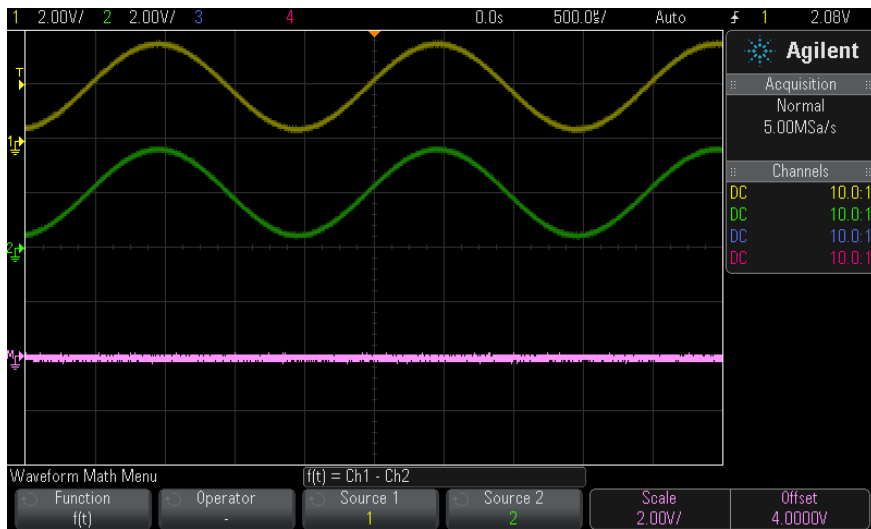 1 2.00V/ 2 2.00V/ 3 4 0.0s 500.0㎲/ Auto 1 2.08V
Agilent
Acquisition
Normal
5.00MSa/s
Channels
DC 10.0:1
DC 10.0:1
DC 10.0:1
DC 10.0:1
T
1
2
M
Waveform Math Menu
f(t) = Ch1 - Ch2
Function
f(t)
Operator
-
Source 1
1
Source 2
2
Scale
2.00V/
Offset
4.0000V